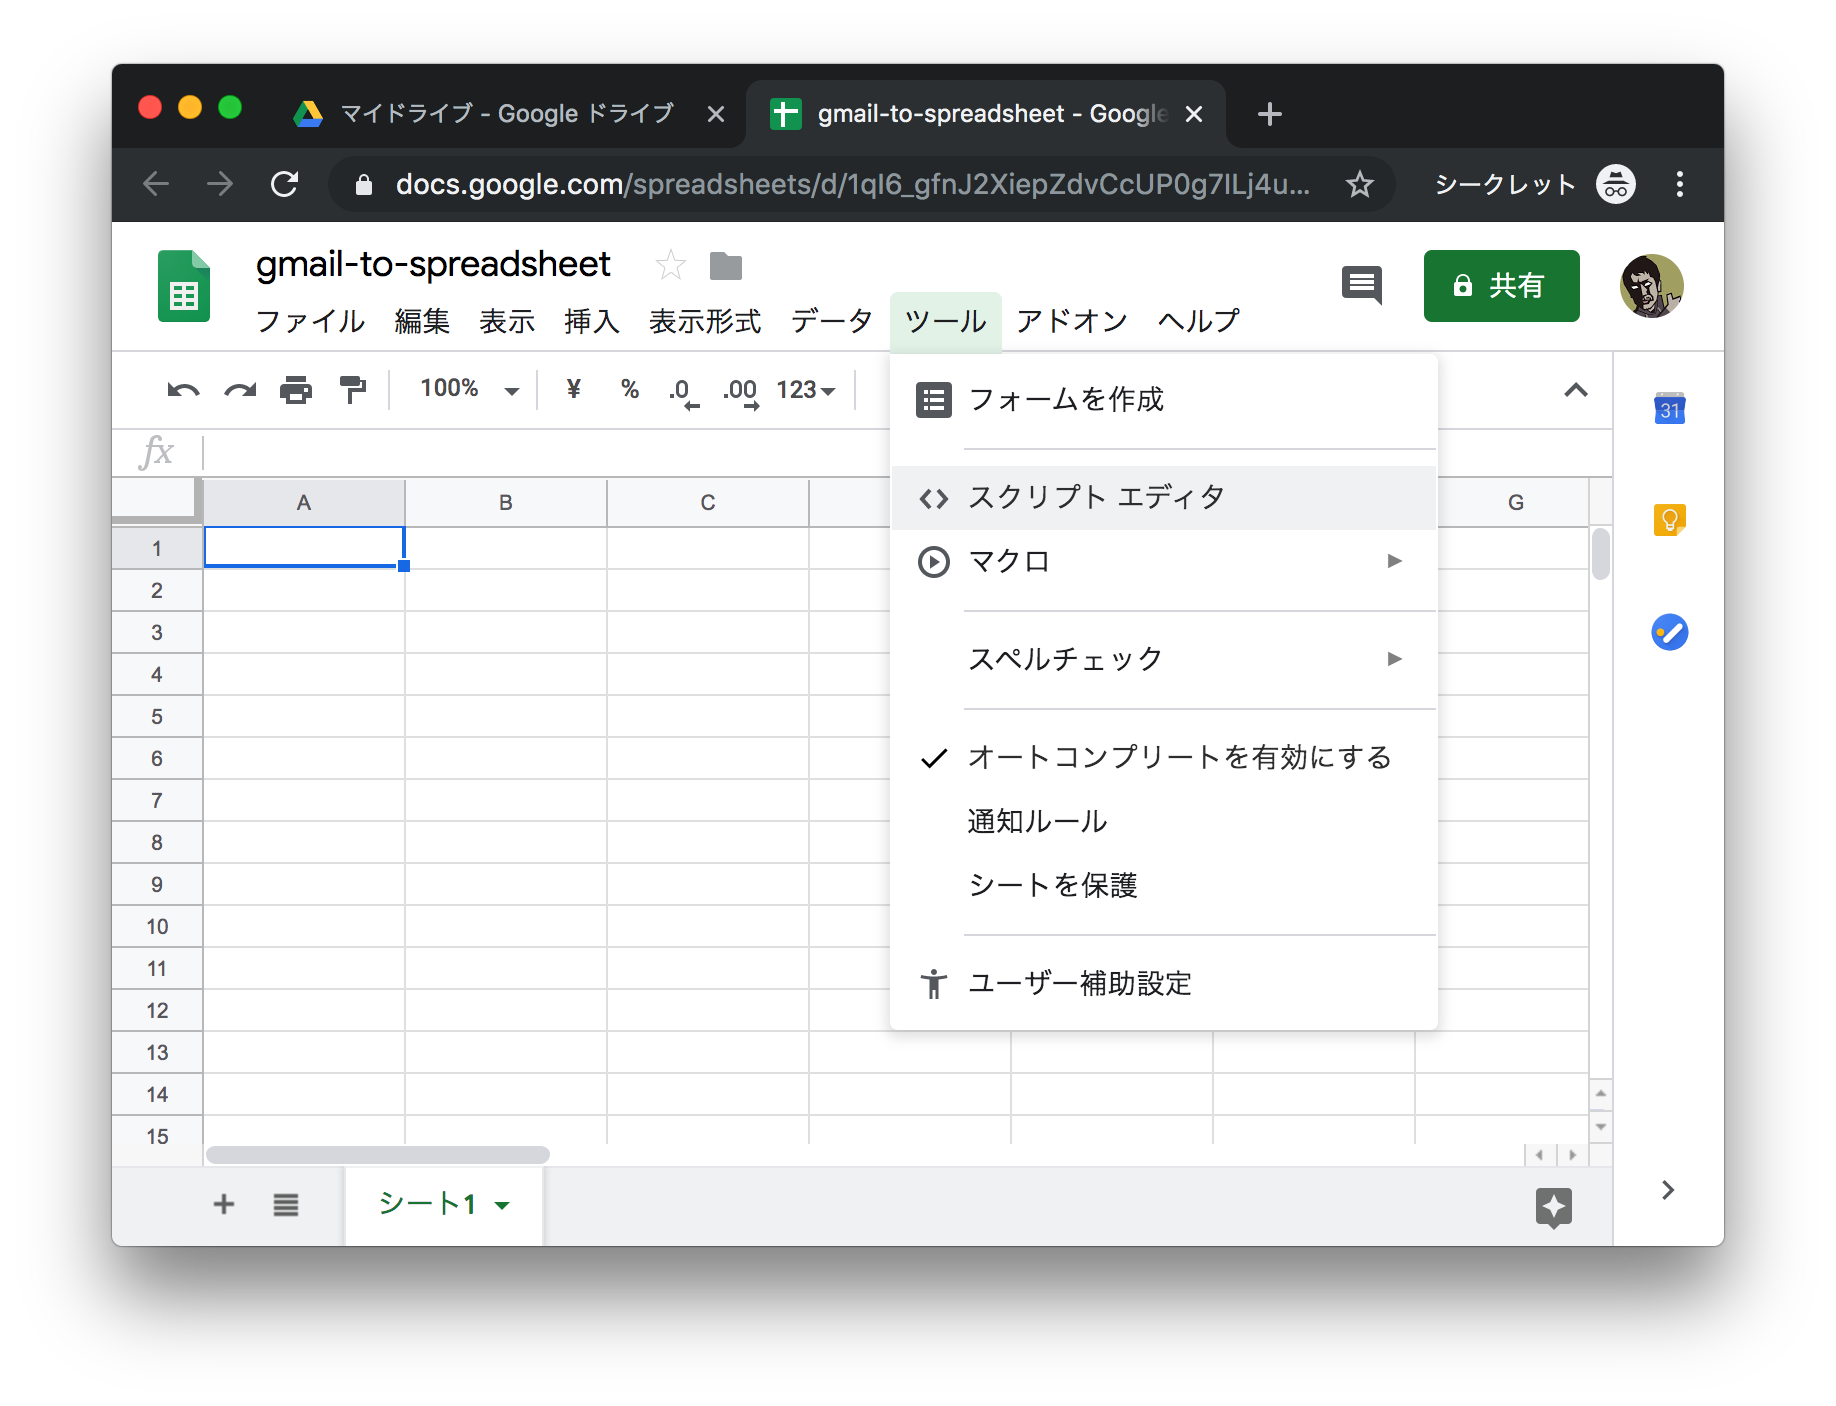 マイドライブ - Google ドライブ
gmail-to-spreadsheet - Google
docs.google.com/spreadsheets/d/1qI6_gfnJ2XiepZdvCcUP0g7ILj4u...
シークレット
gmail-to-spreadsheet
共有
ファイル 編集 表示 挿入 表示形式 データ ツール アドオン ヘルプ
100% ¥ % .0 .00 123
31
fx
A B C G
フォームを作成
スクリプト エディタ
マクロ
スペルチェック
オートコンプリートを有効にする
通知ルール
シートを保護
ユーザー補助設定
1
2
3
4
5
6
7
8
9
10
11
12
13
14
15
シート1